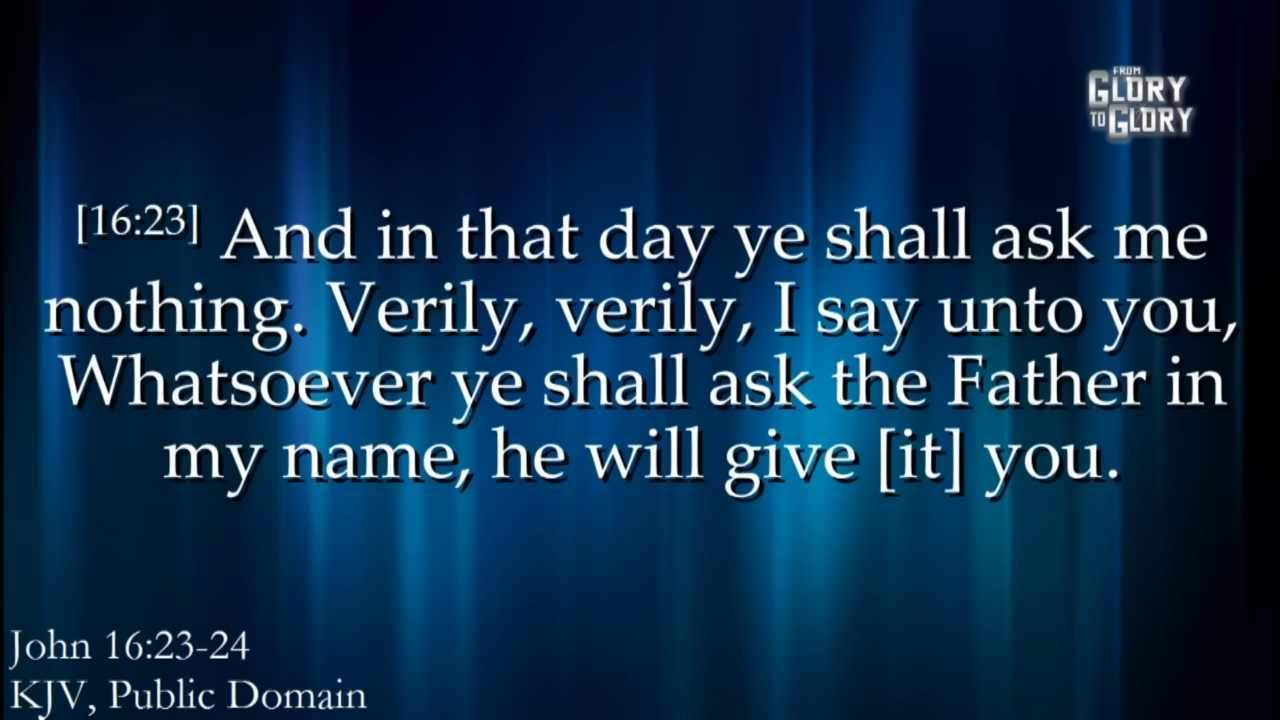 FROM
GLORY
TO GLORY
[16:23] And in that day ye shall ask me
nothing. Verily, verily, I say unto you,
Whatsoever ye shall ask the Father in
my name, he will give [it] you.
John 16:23-24
KJV, Public Domain